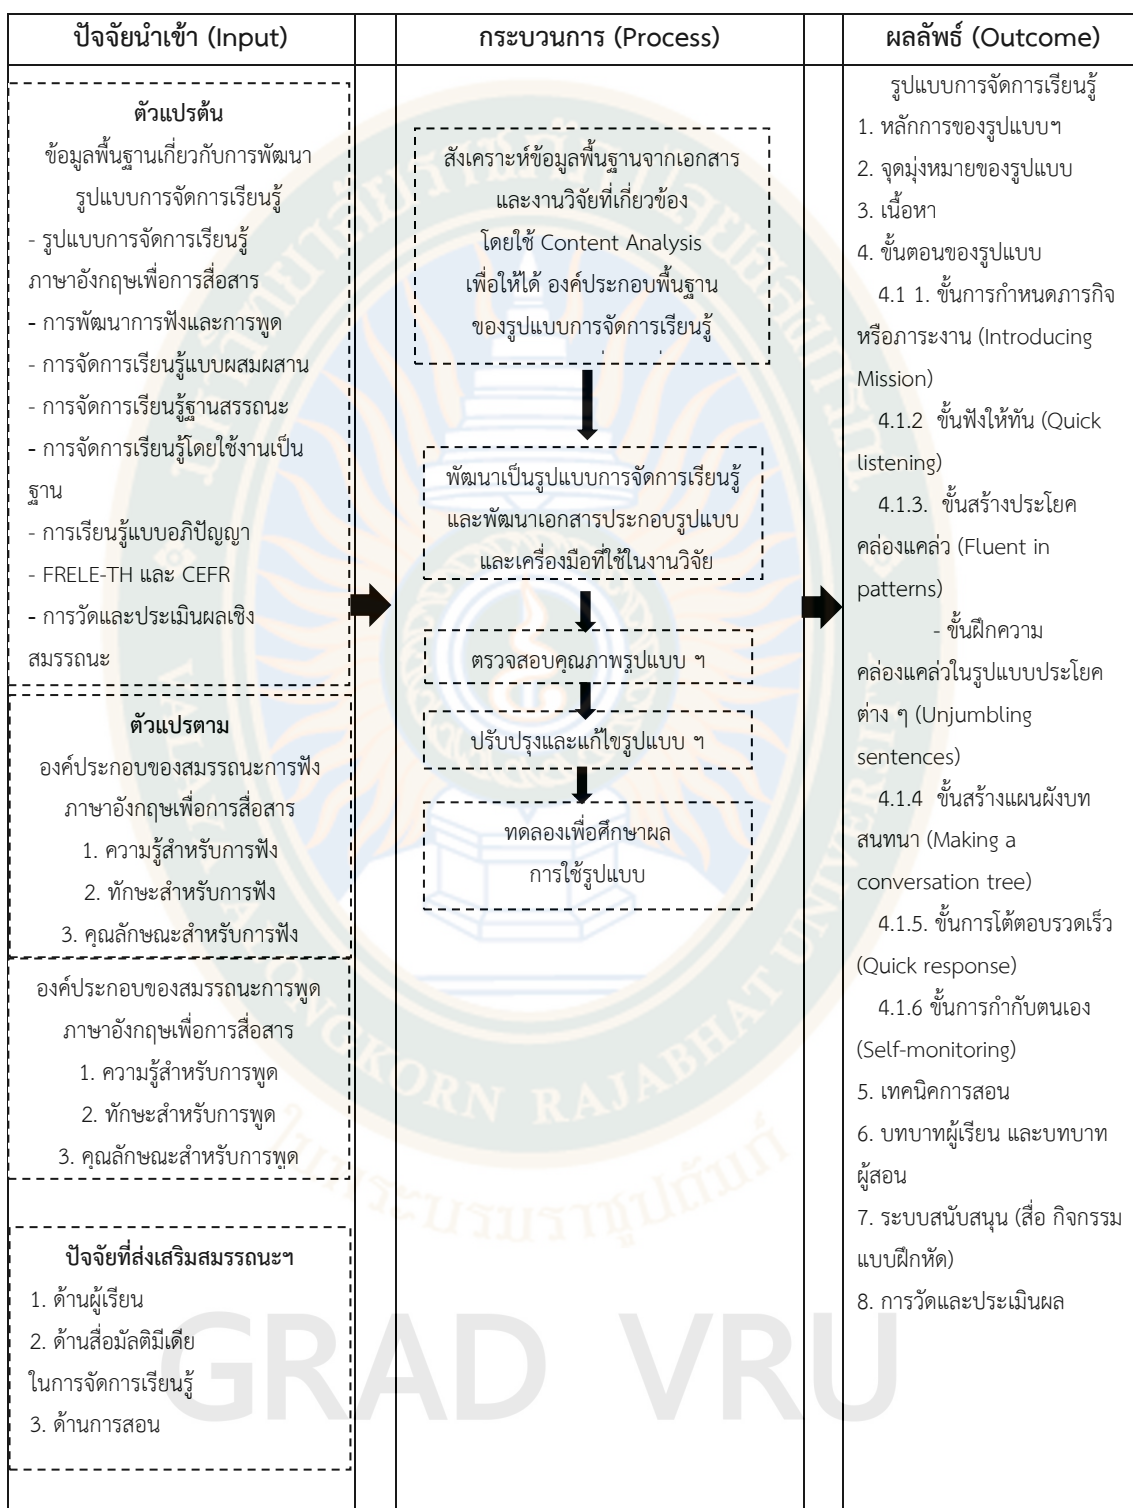 ปัจจัยนำเข้า (Input)
ตัวแปรต้น
ข้อมูลพื้นฐานเกี่ยวกับการพัฒนา
รูปแบบการจัดการเรียนรู้
- รูปแบบการจัดการเรียนรู้
ภาษาอังกฤษเพื่อการสื่อสาร
- การพัฒนาการฟังและการพูด
- การจัดการเรียนรู้แบบผสมผสาน
- การจัดการเรียนรู้ฐานสรรถนะ
- การจัดการเรียนรู้โดยใช้งานเป็น
ฐาน
- การเรียนรู้แบบอภิปัญญา
- FRELE-TH และ CEFR
- การวัดและประเมินผลเชิง
สมรรถนะ
ตัวแปรตาม
องค์ประกอบของสมรรถนะการฟัง
ภาษาอังกฤษเพื่อการสื่อสาร
1. ความรู้สำหรับการฟัง
2. ทักษะสำหรับการฟัง
3. คุณลักษณะสำหรับการฟัง
องค์ประกอบของสมรรถนะการพูด
ภาษาอังกฤษเพื่อการสื่อสาร
1. ความรู้สำหรับการพูด
2. ทักษะสำหรับการพูด
3. คุณลักษณะสำหรับการพูด
ปัจจัยที่ส่งเสริมสมรรถนะฯ
1. ด้านผู้เรียน
2. ด้านสื่อมัลติมีเดีย
ในการจัดการเรียนรู้
3. ด้านการสอน
กระบวนการ (Process)
สังเคราะห์ข้อมูลพื้นฐานจากเอกสาร
และงานวิจัยที่เกี่ยวข้อง
โดยใช้ Content Analysis
เพื่อให้ได้ องค์ประกอบพื้นฐาน
ของรูปแบบการจัดการเรียนรู้
พัฒนาเป็นรูปแบบการจัดการเรียนรู้
และพัฒนาเอกสารประกอบรูปแบบ
และเครื่องมือที่ใช้ในงานวิจัย
ตรวจสอบคุณภาพรูปแบบ ฯ
ปรับปรุงและแก้ไขรูปแบบ ฯ
ทดลองเพื่อศึกษาผล
การใช้รูปแบบ
ผลลัพธ์ (Outcome)
รูปแบบการจัดการเรียนรู้
1. หลักการของรูปแบบฯ
2. จุดมุ่งหมายของรูปแบบ
3. เนื้อหา
4. ขั้นตอนของรูปแบบ
4.1 1. ขั้นการกำหนดภารกิจ
หรือภาระงาน (Introducing
Mission)
4.1.2 ขั้นฟังให้ทัน (Quick
listening)
4.1.3. ขั้นสร้างประโยค
คล่องแคล่ว (Fluent in
patterns)
- ขั้นฝึกความ
คล่องแคล่วในรูปแบบประโยค
ต่าง ๆ (Unjumbling
sentences)
4.1.4 ขั้นสร้างแผนผังบท
สนทนา (Making a
conversation tree)
4.1.5. ขั้นการโต้ตอบรวดเร็ว
(Quick response)
4.1.6 ขั้นการกำกับตนเอง
(Self-monitoring)
5. เทคนิคการสอน
6. บทบาทผู้เรียน และบทบาท
ผู้สอน
7. ระบบสนับสนุน (สื่อ กิจกรรม
แบบฝึกหัด)
8. การวัดและประเมินผล
GRAD VRU